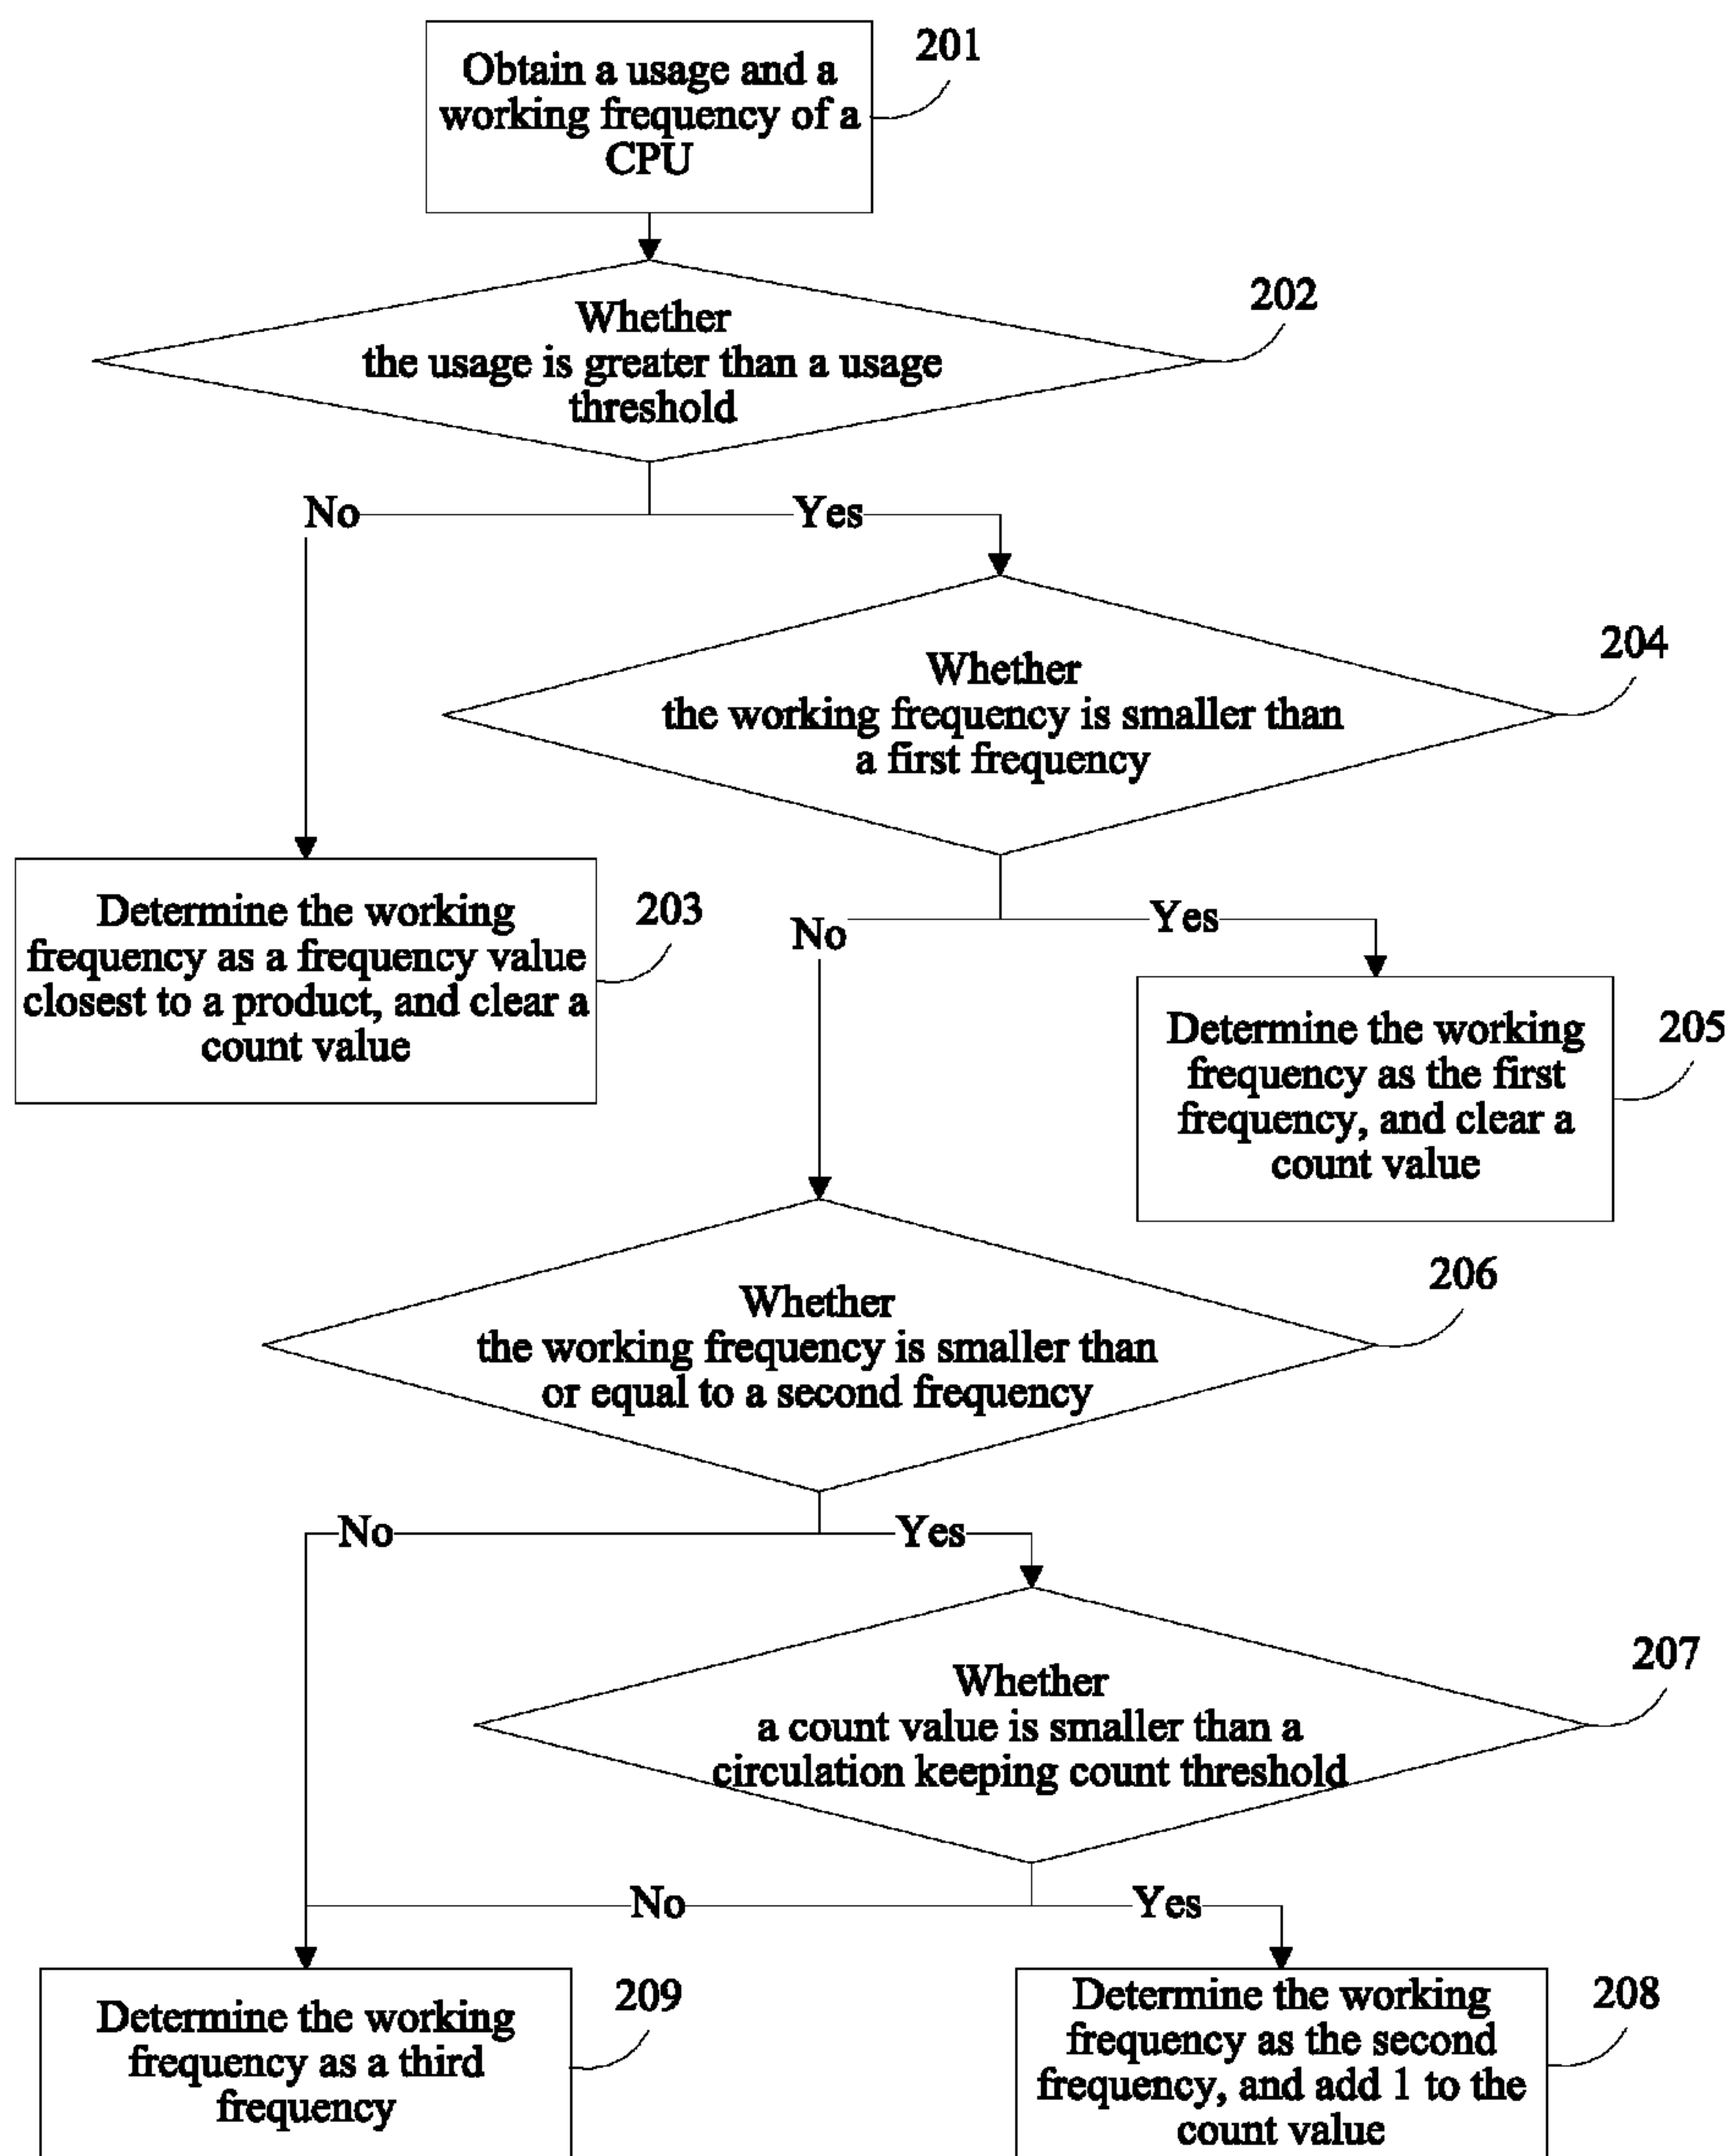 Obtain a usage and a
working frequency of a
CPU
201
Whether
the usage is greater than a usage
threshold
202
No
Yes
Whether
the working frequency is smaller than
a first frequency
204
Determine the working
frequency as a frequency value
closest to a product, and clear a
count value
203
No
Yes
Determine the working
frequency as the first
frequency, and clear a
count value
205
Whether
the working frequency is smaller than
or equal to a second frequency
206
No
Yes
Whether
a count value is smaller than a
circulation keeping count threshold
207
No
Yes
Determine the working
frequency as a third
frequency
209
Determine the working
frequency as the second
frequency, and add 1 to the
count value
208